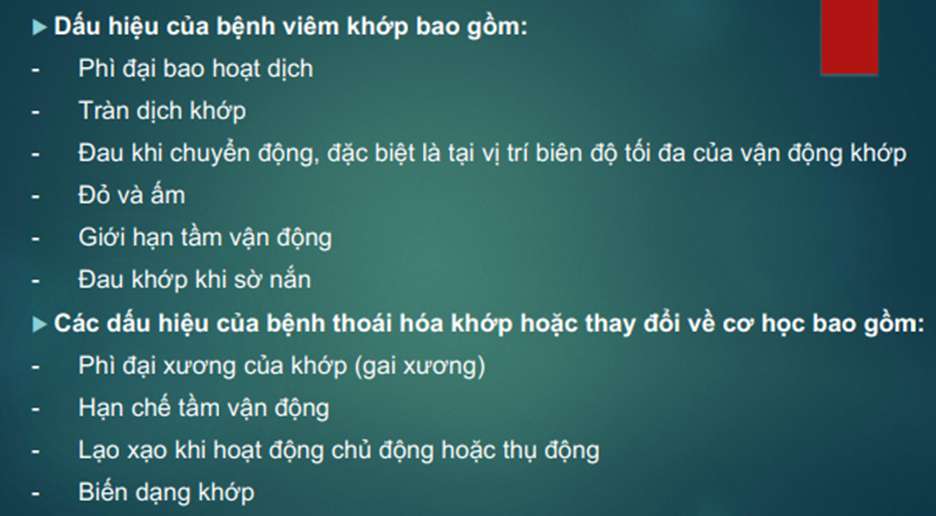 ▶ Dấu hiệu của bệnh viêm khớp bao gồm:
- Phì đại bao hoạt dịch
- Tràn dịch khớp
- Đau khi chuyển động, đặc biệt là tại vị trí biên độ tối đa của vận động khớp
- Đỏ và ấm
- Giới hạn tầm vận động
- Đau khớp khi sờ nắn
▶ Các dấu hiệu của bệnh thoái hóa khớp hoặc thay đổi về cơ học bao gồm:
- Phì đại xương của khớp (gai xương)
- Hạn chế tầm vận động
- Lạo xạo khi hoạt động chủ động hoặc thụ động
- Biến dạng khớp